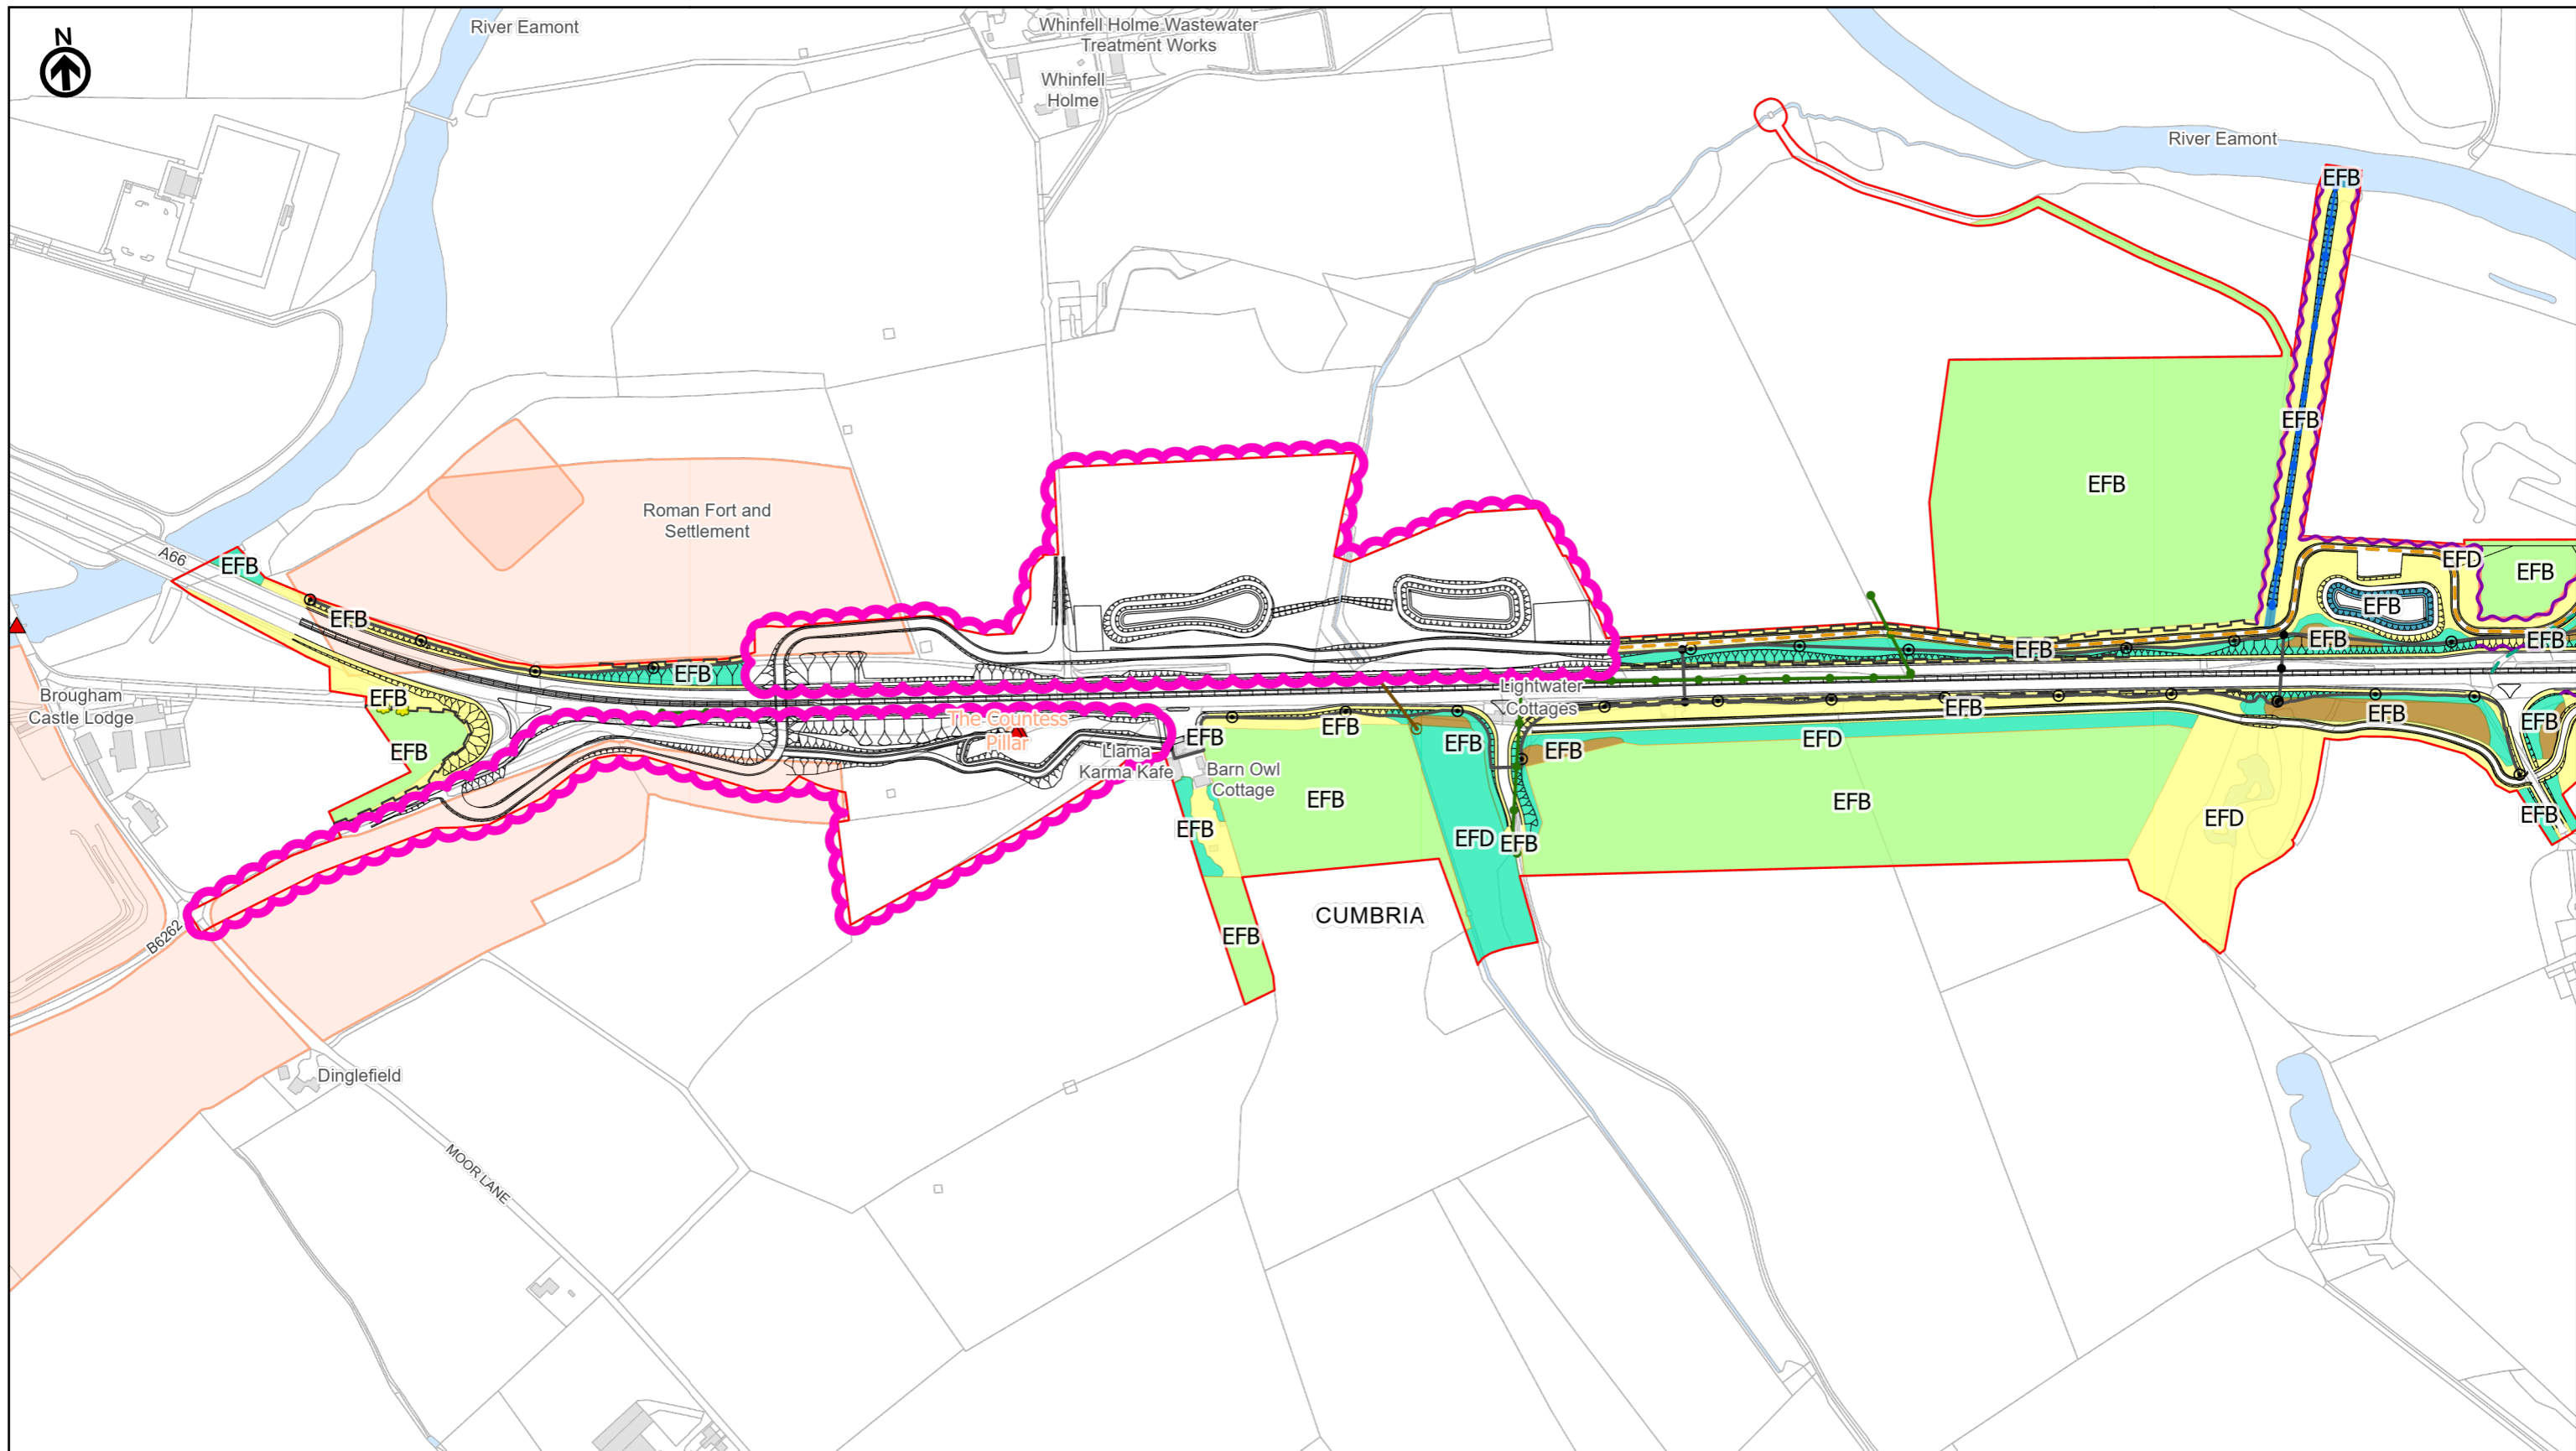 N
River Eamont
Whinfell Holme Wastewater
Treatment Works
Whinfell
Holme
River Eamont
EFB
EFB
EFB
Roman Fort and
Settlement
A66
EFB
EFD
EFB
EFB
EFB
EFB
EFB
EFB
EFB
EFB
Lightwater
Cottages
Brougham
Castle Lodge
EFB
The Countess
Pillar
EFB
EFB
EFB
EFB
EFB
EFB
EFD
EFB
EFB
Llama
Karma Kafe
Barn Owl
Cottage
EFB
EFB
EFB
EFD
EFB
EFD
EFB
EFB
CUMBRIA
EFB
B6262
Dinglefield
MOOR LANE